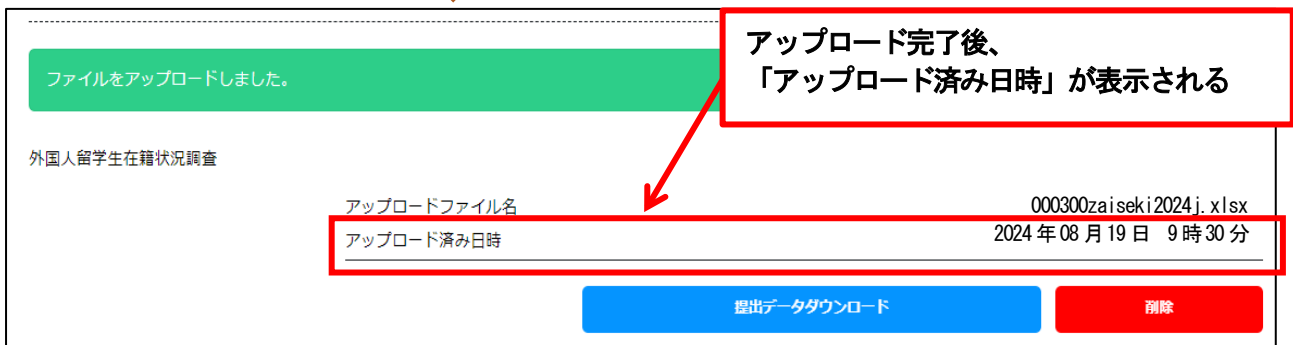 アップロード完了後、
「アップロード済み日時」が表示される
ファイルをアップロードしました。
外国人留学生在籍状況調査
アップロードファイル名 000300zaiseki2024j.xlsx
アップロード済み日時 2024年08月19日 9時30分
提出データダウンロード 削除